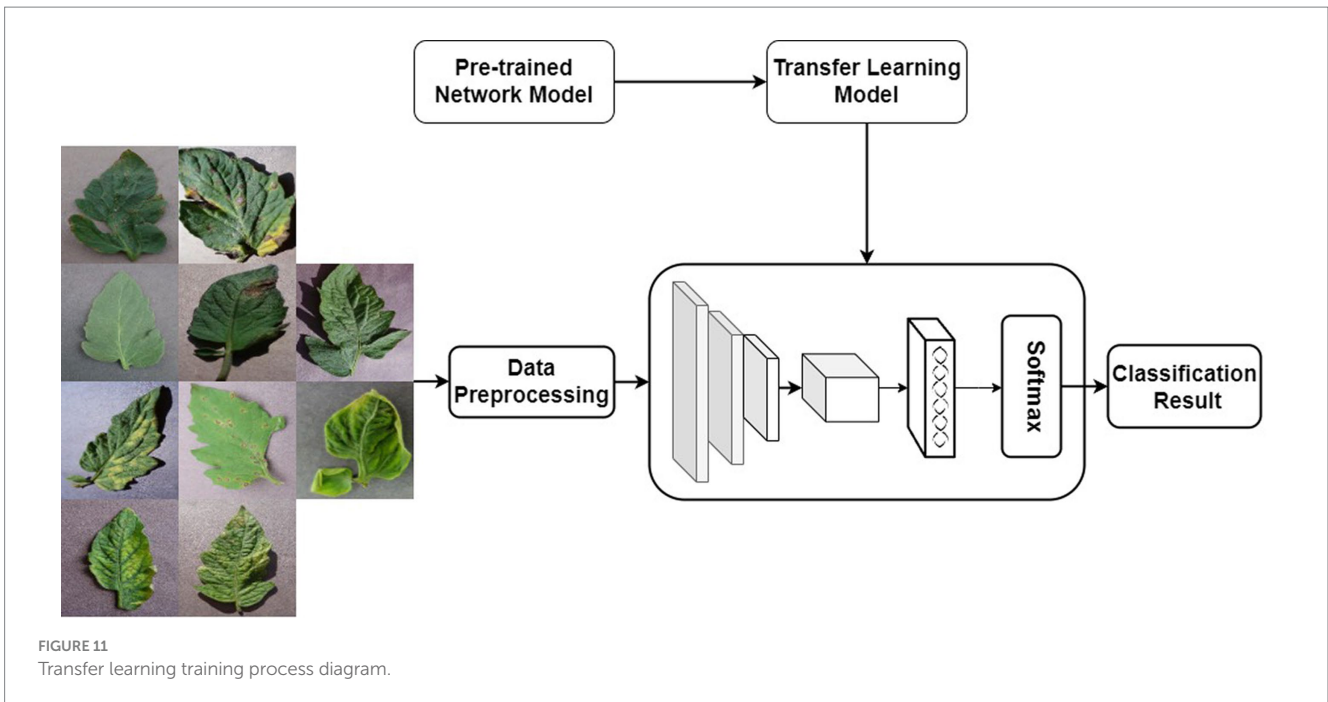 Pre-trained
Network Model
Transfer Learning
Model
Data
Preprocessing
Softmax
Classification
Result
FIGURE 11
Transfer learning training process diagram.